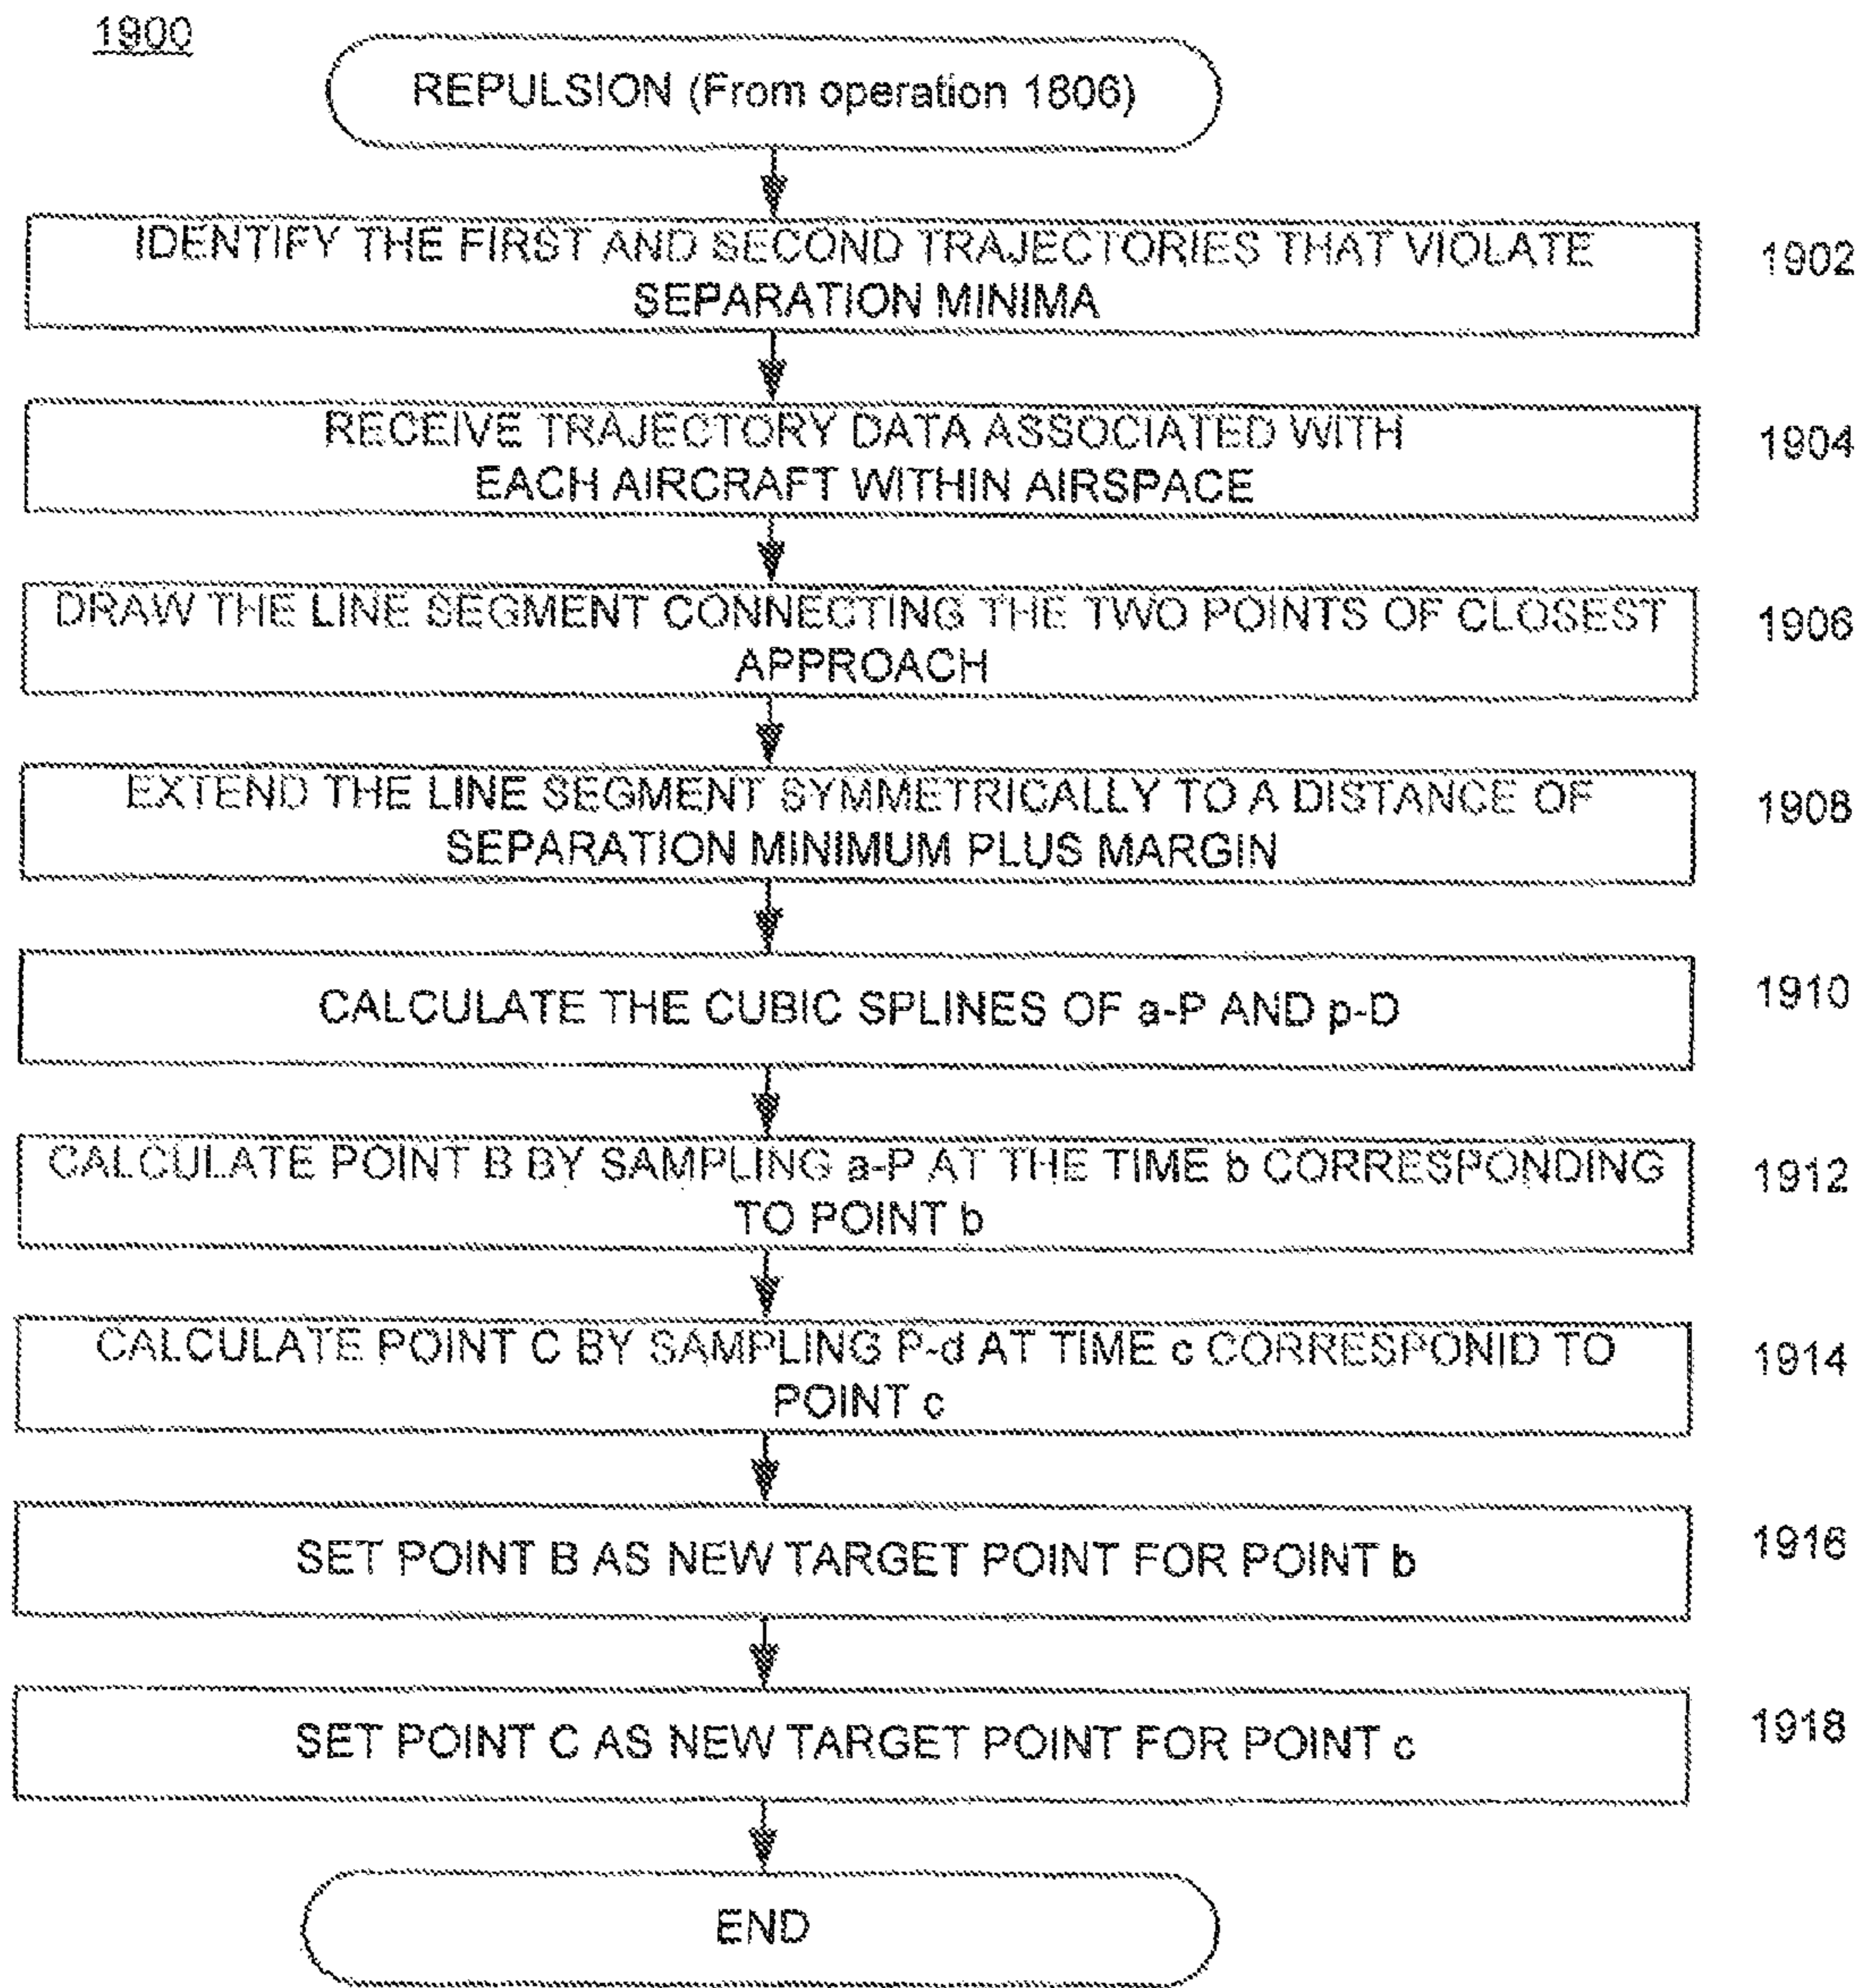 1900
REPULSION (From operation 1806)
IDENTIFY THE FIRST AND SECOND TRAJECTORIES THAT VIOLATE
SEPARATION MINIMA
1902
RECEIVE TRAJECTORY DATA ASSOCIATED WITH
EACH AIRCRAFT WITHIN AIRSPACE
1904
DRAW THE LINE SEGMENT CONNECTING THE TWO POINTS OF CLOSEST
APPROACH
1906
EXTEND THE LINE SEGMENT SYMMETRICALLY TO A DISTANCE OF
SEPARATION MINIMUM PLUS MARGIN
1908
CALCULATE THE CUBIC SPLINES OF a-P AND p-D
1910
CALCULATE POINT B BY SAMPLING a-P AT THE TIME b CORRESPONDING
TO POINT b
1912
CALCULATE POINT C BY SAMPLING P-d AT TIME c CORRESPONID TO
POINT c
1914
SET POINT B AS NEW TARGET POINT FOR POINT b
1916
SET POINT C AS NEW TARGET POINT FOR POINT c
1918
END